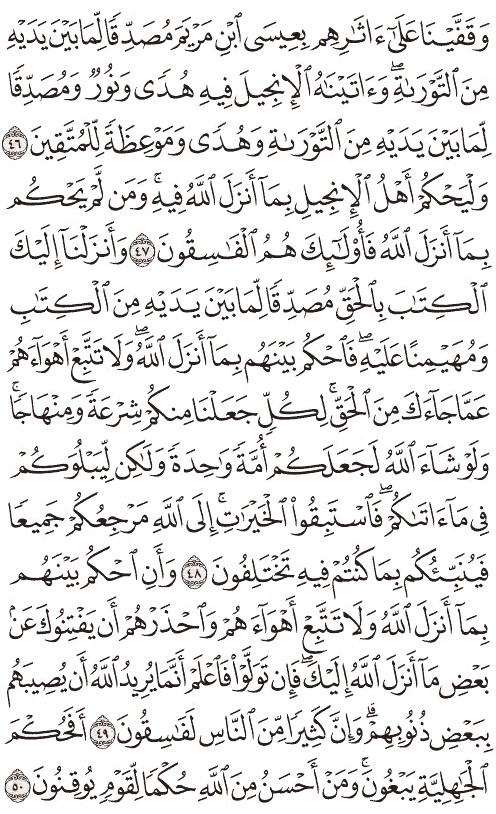 وَقَفَّيْنَا عَلَىٰٓ ءَاثَٰرِهِم بِعِيسَى ٱبْنِ مَرْيَمَ مُصَدِّقًا لِّمَا بَيْنَ يَدَيْهِ
مِنَ ٱلتَّوْرَىٰةِ ۖ وَءَاتَيْنَٰهُ ٱلْإِنجِيلَ فِيهِ هُدًى وَنُورٌ وَمُصَدِّقًا
لِّمَا بَيْنَ يَدَيْهِ مِنَ ٱلتَّوْرَىٰةِ وَهُدًى وَمَوْعِظَةً لِّلْمُتَّقِينَ ٤٦
وَلْيَحْكُمْ أَهْلُ ٱلْإِنجِيلِ بِمَآ أَنزَلَ ٱللَّهُ فِيهِ ۚ وَمَن لَّمْ يَحْكُم
بِمَآ أَنزَلَ ٱللَّهُ فَأُو۟لَٰٓئِكَ هُمُ ٱلْفَٰسِقُونَ ٤٧ وَأَنزَلْنَآ إِلَيْكَ
ٱلْكِتَٰبَ بِٱلْحَقِّ مُصَدِّقًا لِّمَا بَيْنَ يَدَيْهِ مِنَ ٱلْكِتَٰبِ
وَمُهَيْمِنًا عَلَيْهِ ۖ فَٱحْكُم بَيْنَهُم بِمَآ أَنزَلَ ٱللَّهُ ۖ وَلَا تَتَّبِعْ أَهْوَآءَهُمْ
عَمَّا جَآءَكَ مِنَ ٱلْحَقِّ ۚ لِكُلٍّ جَعَلْنَا مِنكُمْ شِرْعَةً وَمِنْهَاجًا ۚ
وَلَوْ شَآءَ ٱللَّهُ لَجَعَلَكُمْ أُمَّةً وَٰحِدَةً وَلَٰكِن لِّيَبْلُوَكُمْ
فِى مَآ ءَاتَىٰكُمْ ۖ فَٱسْتَبِقُوا۟ ٱلْخَيْرَٰتِ ۚ إِلَى ٱللَّهِ مَرْجِعُكُمْ جَمِيعًا
فَيُنَبِّئُكُم بِمَا كُنتُمْ فِيهِ تَخْتَلِفُونَ ٤٨ وَأَنِ ٱحْكُم بَيْنَهُم
بِمَآ أَنزَلَ ٱللَّهُ وَلَا تَتَّبِعْ أَهْوَآءَهُمْ وَٱحْذَرْهُمْ أَن يَفْتِنُوكَ عَنۢ
بَعْضِ مَآ أَنزَلَ ٱللَّهُ إِلَيْكَ ۖ فَإِن تَوَلَّوْا۟ فَٱعْلَمْ أَنَّمَا يُرِيدُ ٱللَّهُ أَن يُصِيبَهُم
بِبَعْضِ ذُنُوبِهِمْ ۗ وَإِنَّ كَثِيرًا مِّنَ ٱلنَّاسِ لَفَٰسِقُونَ ٤٩ أَفَحُكْمَ
ٱلْجَٰهِلِيَّةِ يَبْغُونَ ۚ وَمَنْ أَحْسَنُ مِنَ ٱللَّهِ حُكْمًا لِّقَوْمٍ يُوقِنُونَ ٥٠